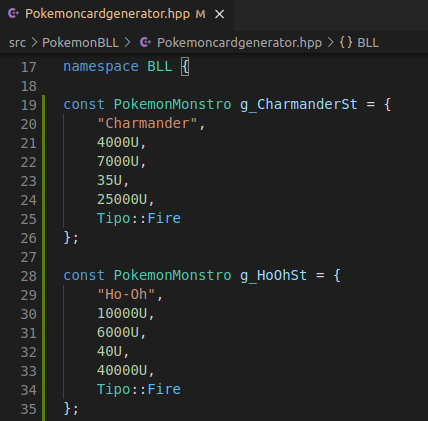 Pokemoncardgenerator.hpp M
src > PokemonBLL > Pokemoncardgenerator.hpp > {} BLL
17 namespace BLL {
18
19 const PokemonMonstro g_CharmanderSt = {
20     "Charmander",
21     4000U,
22     7000U,
23     35U,
24     25000U,
25     Tipo::Fire
26 };
27
28 const PokemonMonstro g_HoOhSt = {
29     "Ho-Oh",
30     10000U,
31     6000U,
32     40U,
33     40000U,
34     Tipo::Fire
35 };